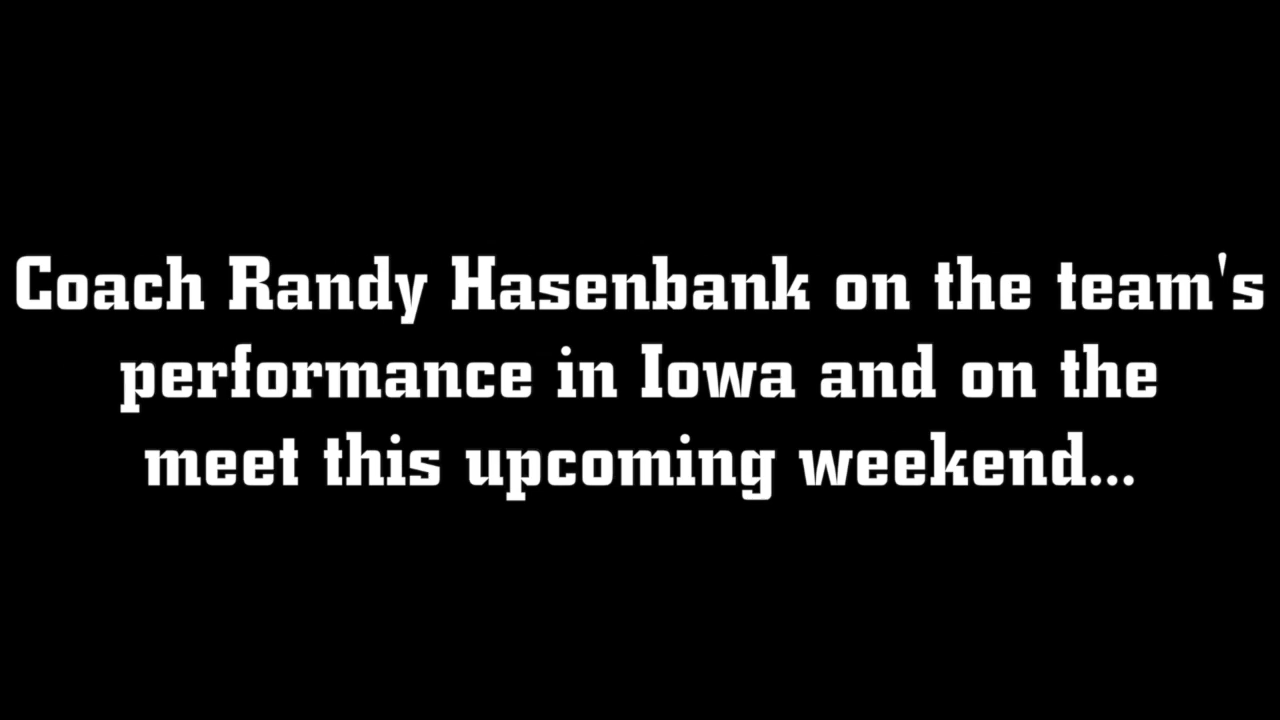 Coach Randy Hasenbank on the team's
performance in Iowa and on the
meet this upcoming weekend...